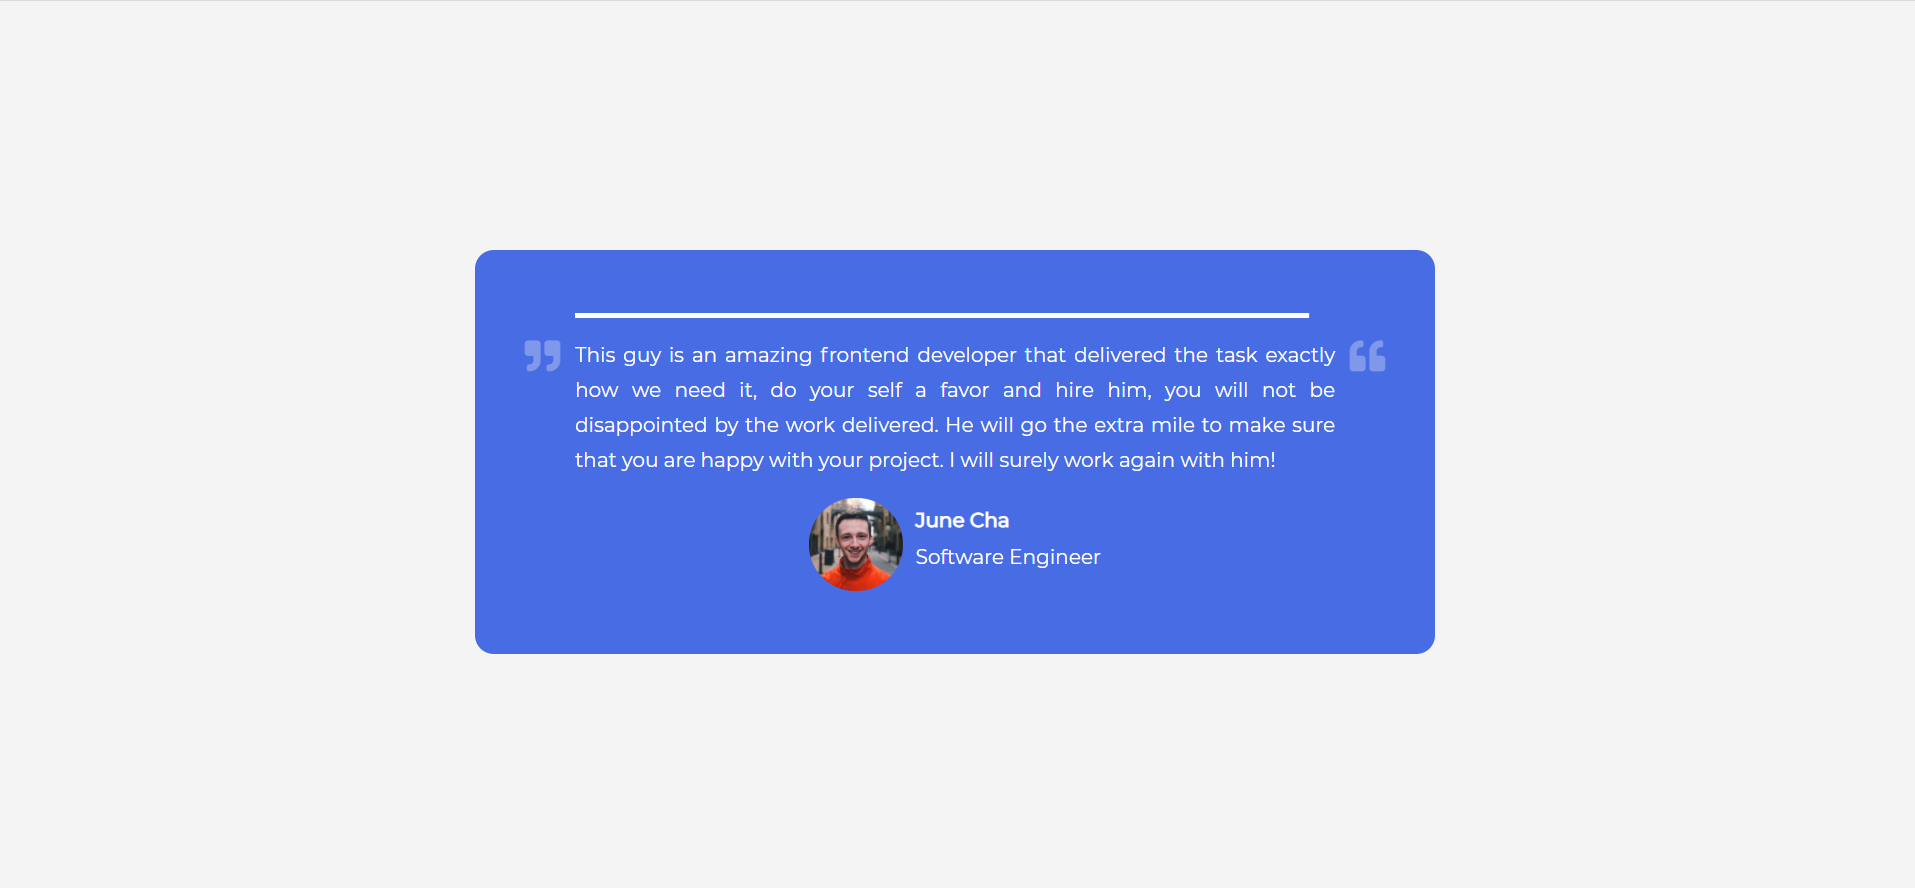 This guy is an amazing frontend developer that delivered the task exactly
how we need it, do your self a favor and hire him, you will not be
disappointed by the work delivered. He will go the extra mile to make sure
that you are happy with your project. I will surely work again with him!
June Cha
Software Engineer